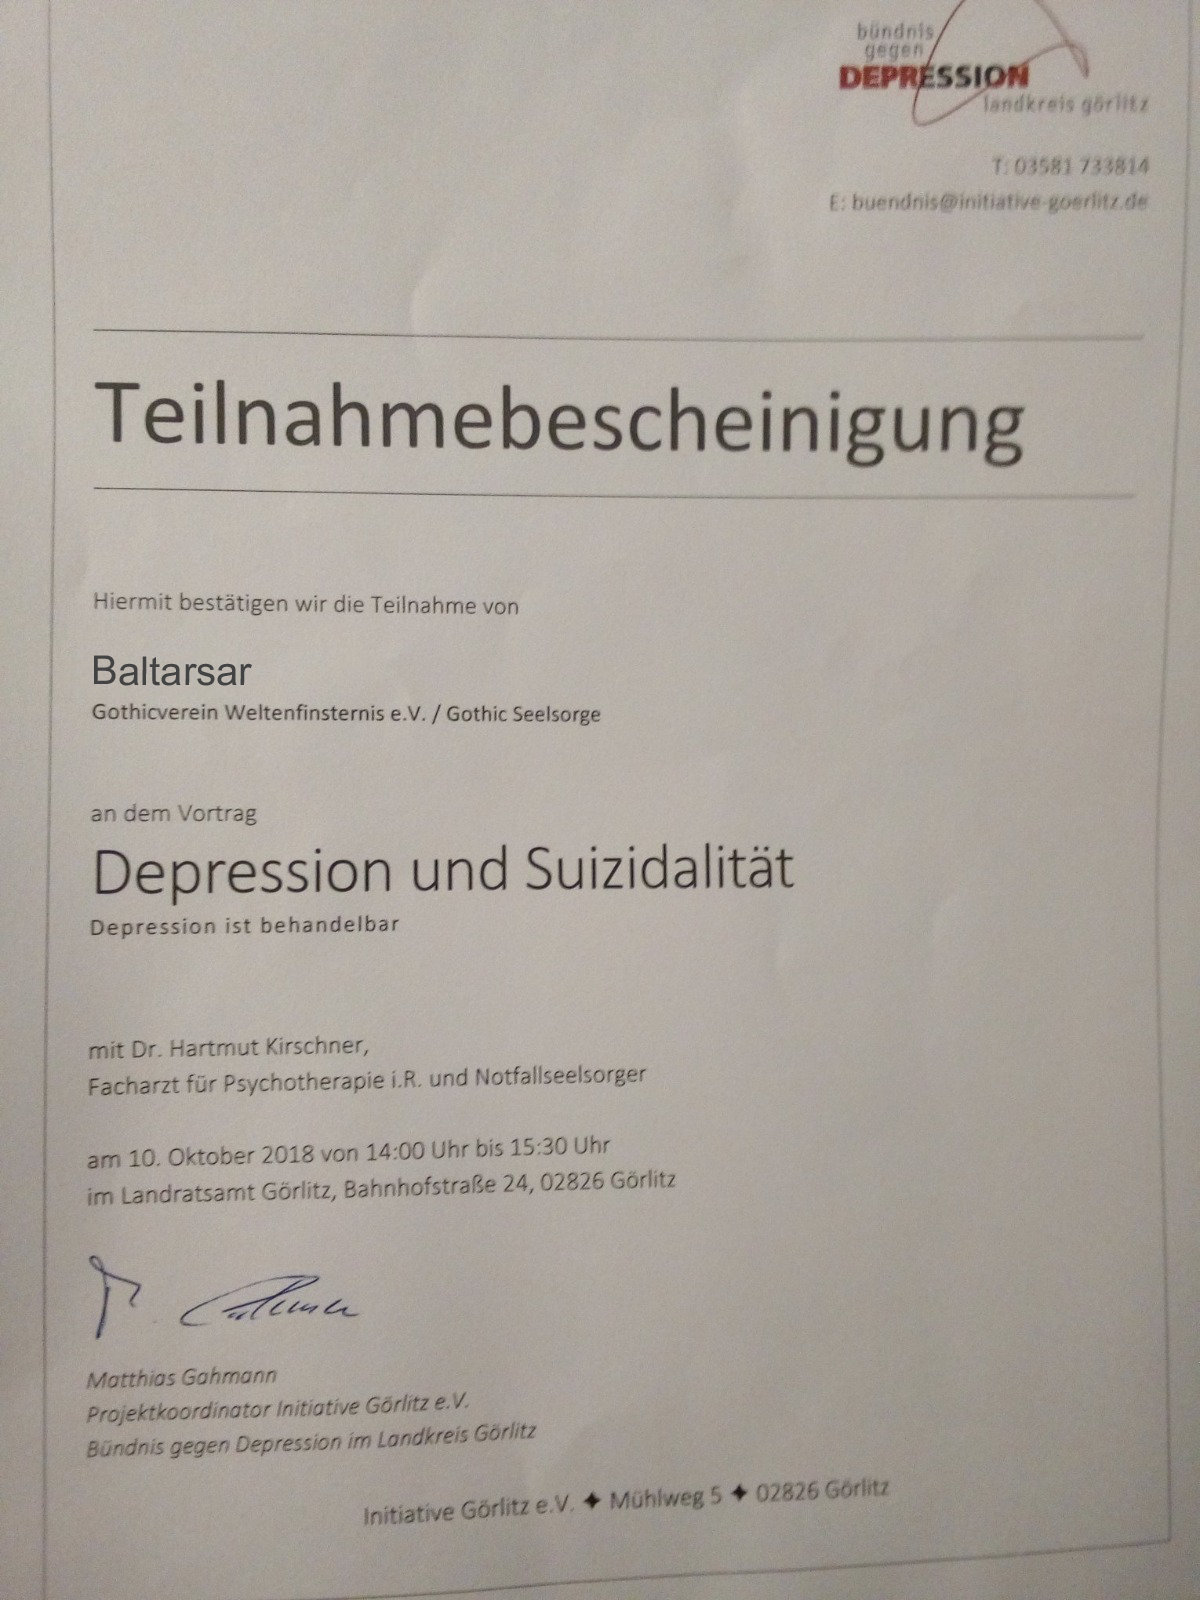 bündnis
gegen
DEPRESSION
landkreis görlitz
T: 03581 733814
E: buendnis@initiative-goerlitz.de
Teilnahmebescheinigung
Hiermit bestätigen wir die Teilnahme von
Baltarsar
Gothicverein Weltenfinsternis e.V. / Gothic Seelsorge
an dem Vortrag
Depression und Suizidalität
Depression ist behandelbar
mit Dr. Hartmut Kirschner,
Facharzt für Psychotherapie i.R. und Notfallseelsorger
am 10. Oktober 2018 von 14:00 Uhr bis 15:30 Uhr
im Landratsamt Görlitz, Bahnhofstraße 24, 02826 Görlitz
Matthias Gahmann
Projektkoordinator Initiative Görlitz e.V.
Bündnis gegen Depression im Landkreis Görlitz
Initiative Görlitz e.V. ✦ Mühlweg 5 ✦ 02826 Görlitz